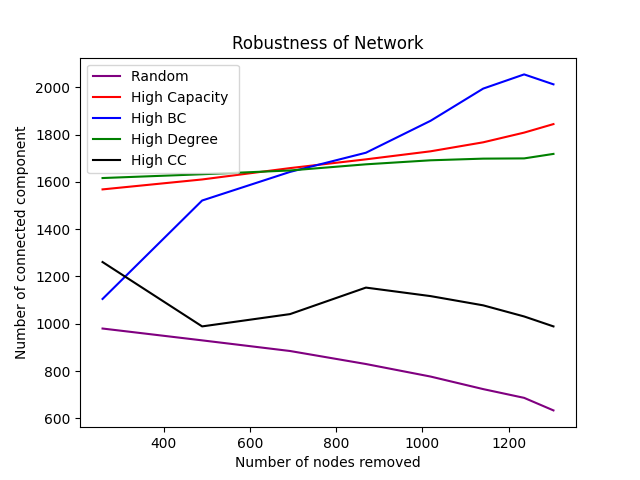 Robustness of Network
Random
High Capacity
High BC
High Degree
High CC
Number of connected component
2000
1800
1600
1400
1200
1000
800
600
400
600
800
1000
1200
Number of nodes removed